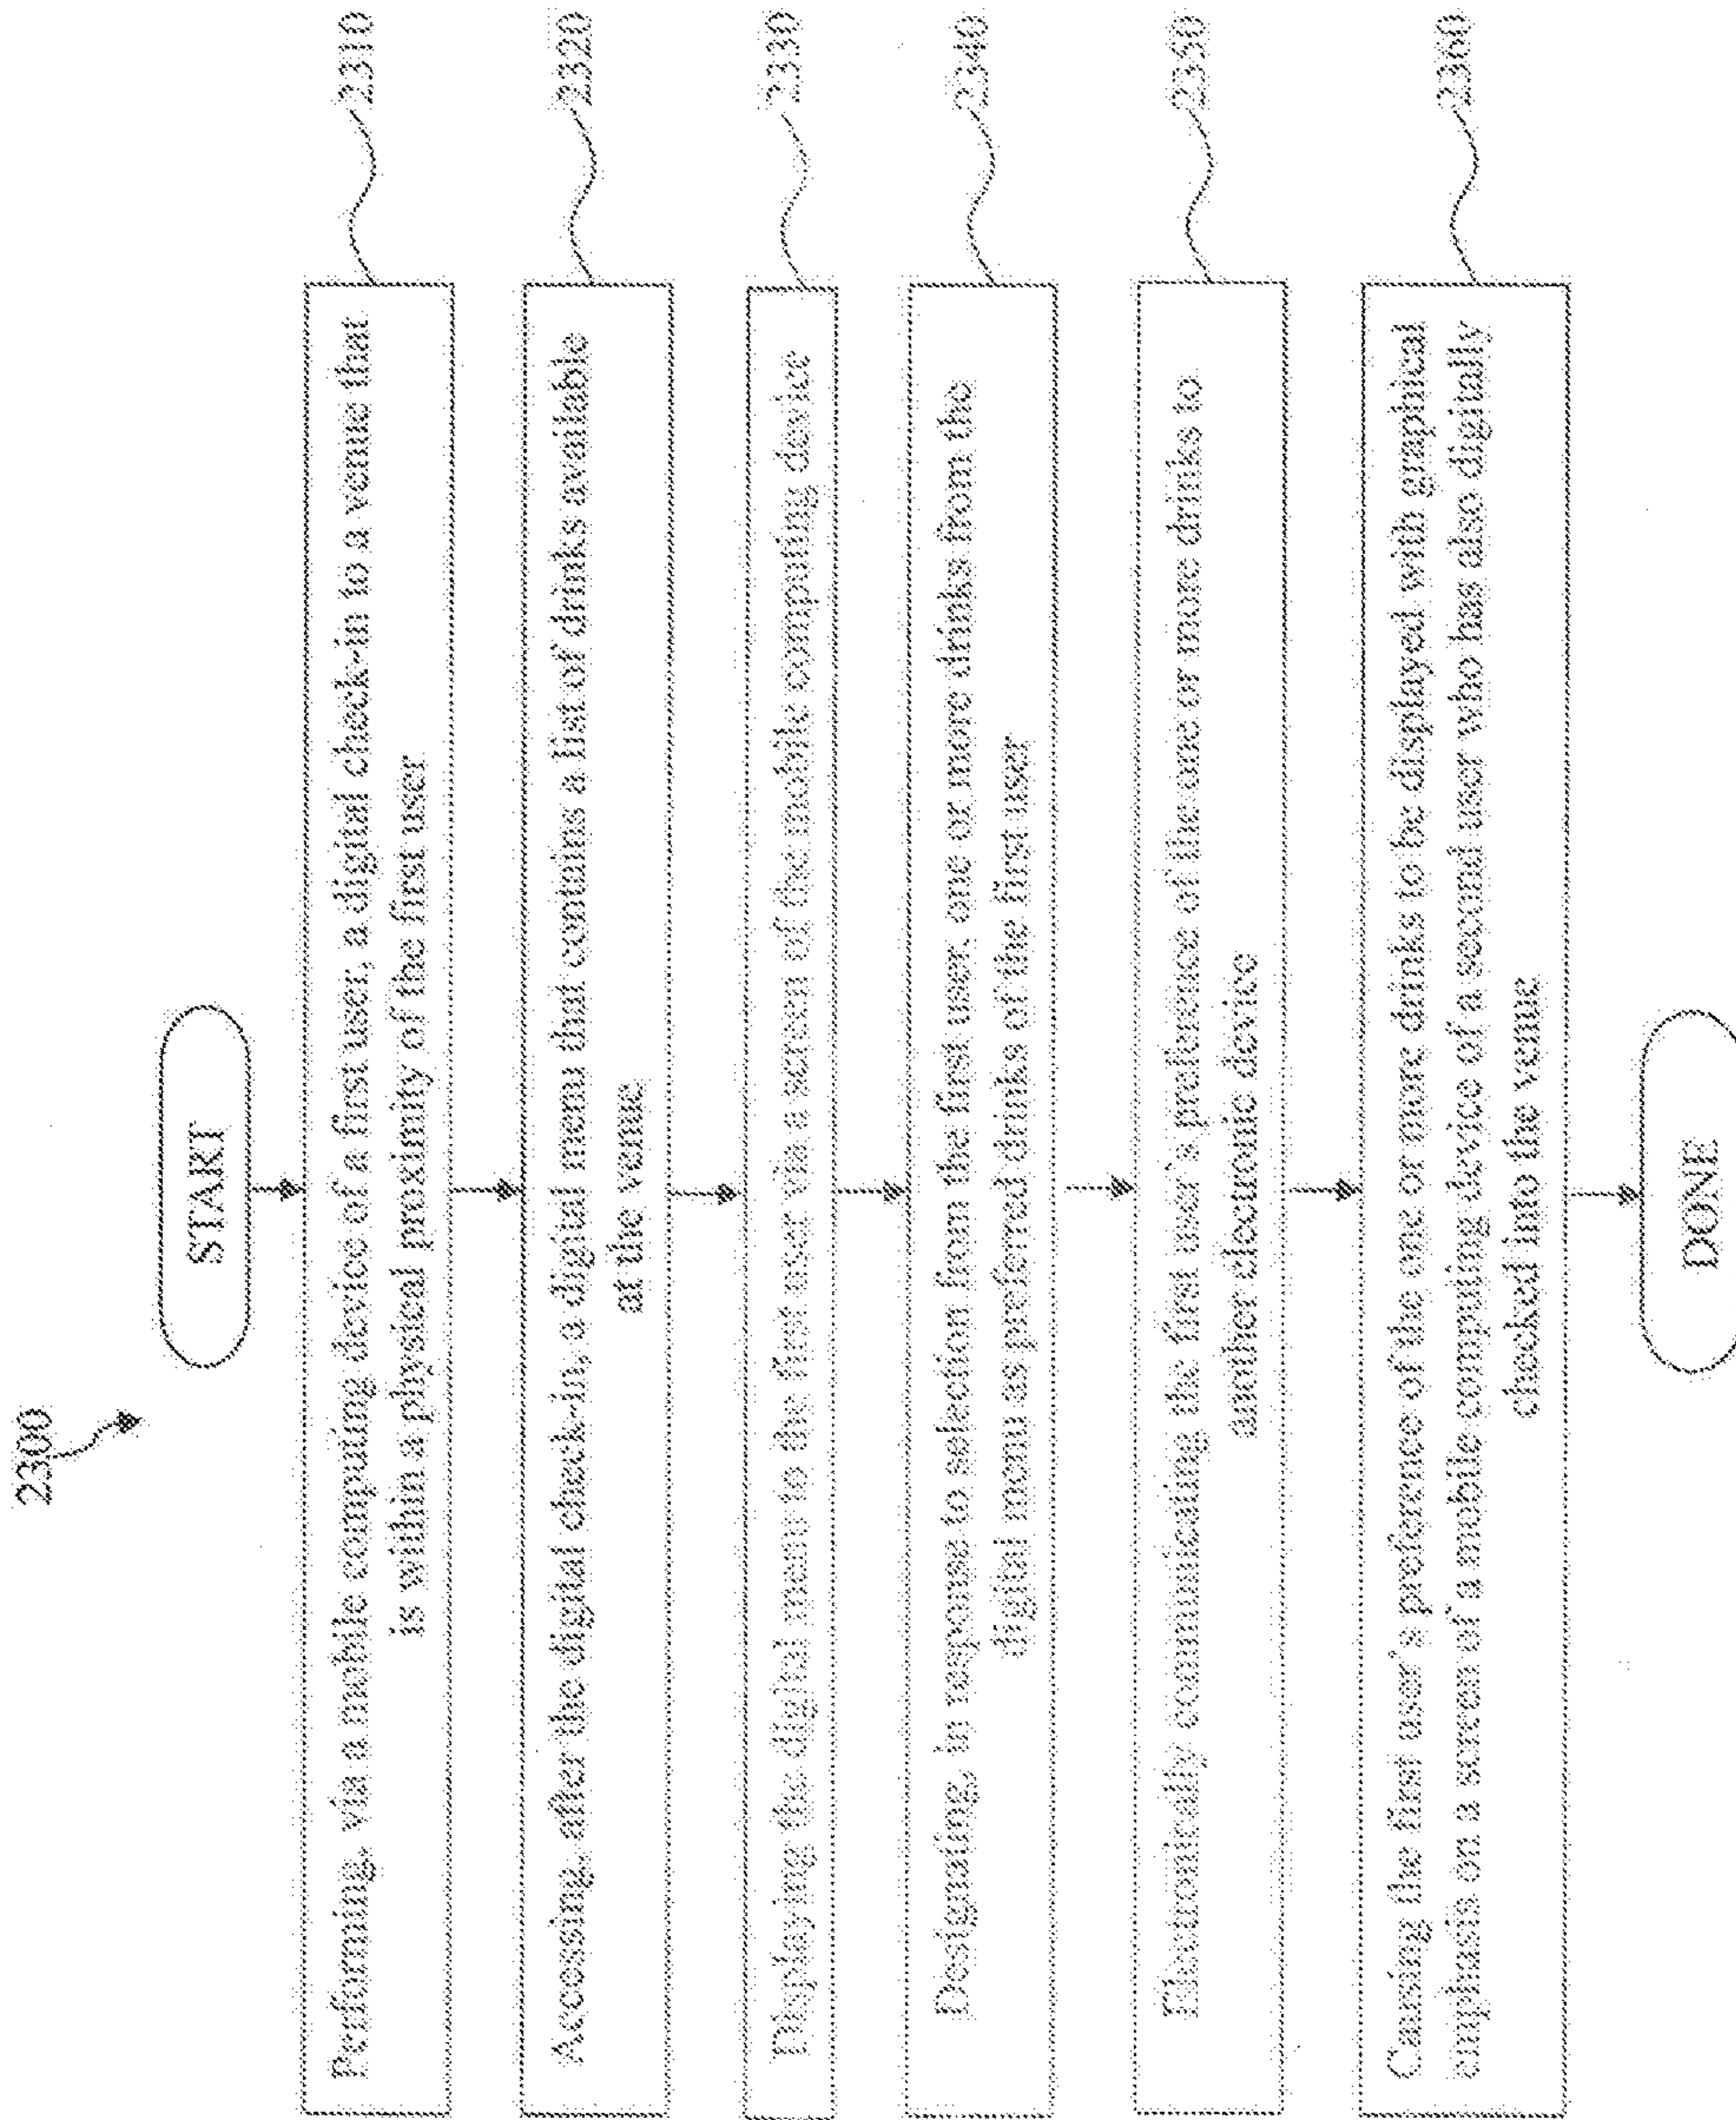 2300
START
Performing, via a mobile computing device of a first user, a digital check-in to a venue that
is within a physical proximity of the first user
2310
Accessing, after the digital check-in, a digital menu that contains a list of drinks available
at the venue
2320
Displaying the digital menu to the first user via a screen of the mobile computing device
2330
Designating, in response to selection from the first user, one or more drinks from the
digital menu as preferred drinks of the first user
2340
Electronically communicating the first user's preference of the one or more drinks to
another electronic device
2350
Causing the first user's preference of the one or more drinks to be displayed with graphical
emphasis on a screen of a mobile computing device of a second user who has also digitally
checked into the venue
2360
DONE